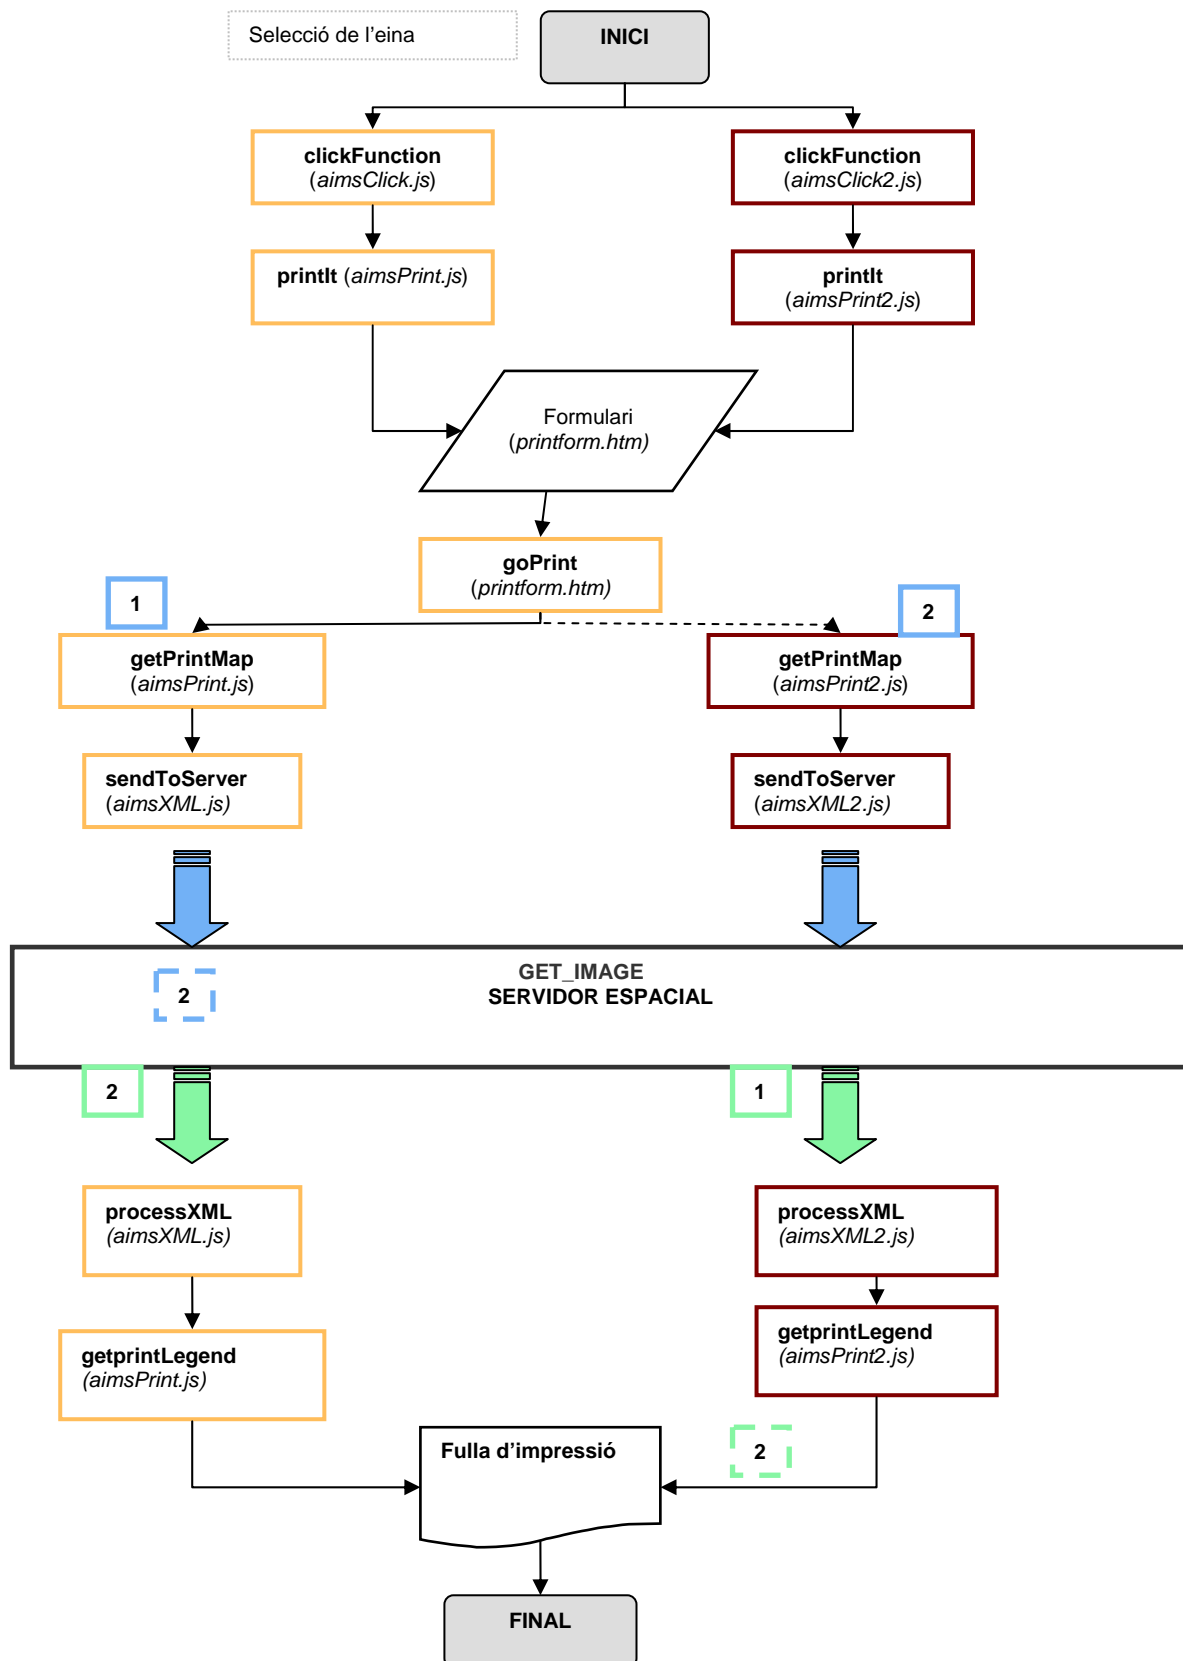 Selecció de l’eina
INICI
clickFunction
(aimsClick.js)
clickFunction
(aimsClick2.js)
printIt (aimsPrint.js)
printIt
(aimsPrint2.js)
Formulari
(printform.htm)
goPrint
(printform.htm)
1
2
getPrintMap
(aimsPrint.js)
getPrintMap
(aimsPrint2.js)
sendToServer
(aimsXML.js)
sendToServer
(aimsXML2.js)
GET_IMAGE
SERVIDOR ESPACIAL
2
2
1
processXML
(aimsXML.js)
processXML
(aimsXML2.js)
getprintLegend
(aimsPrint.js)
getprintLegend
(aimsPrint2.js)
Fulla d’impressió
2
FINAL